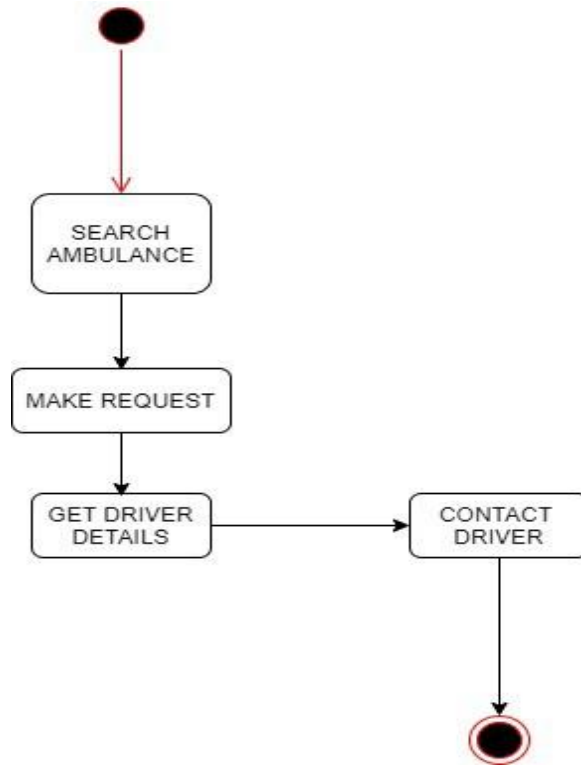 SEARCH
AMBULANCE
MAKE REQUEST
GET DRIVER
DETAILS
CONTACT
DRIVER